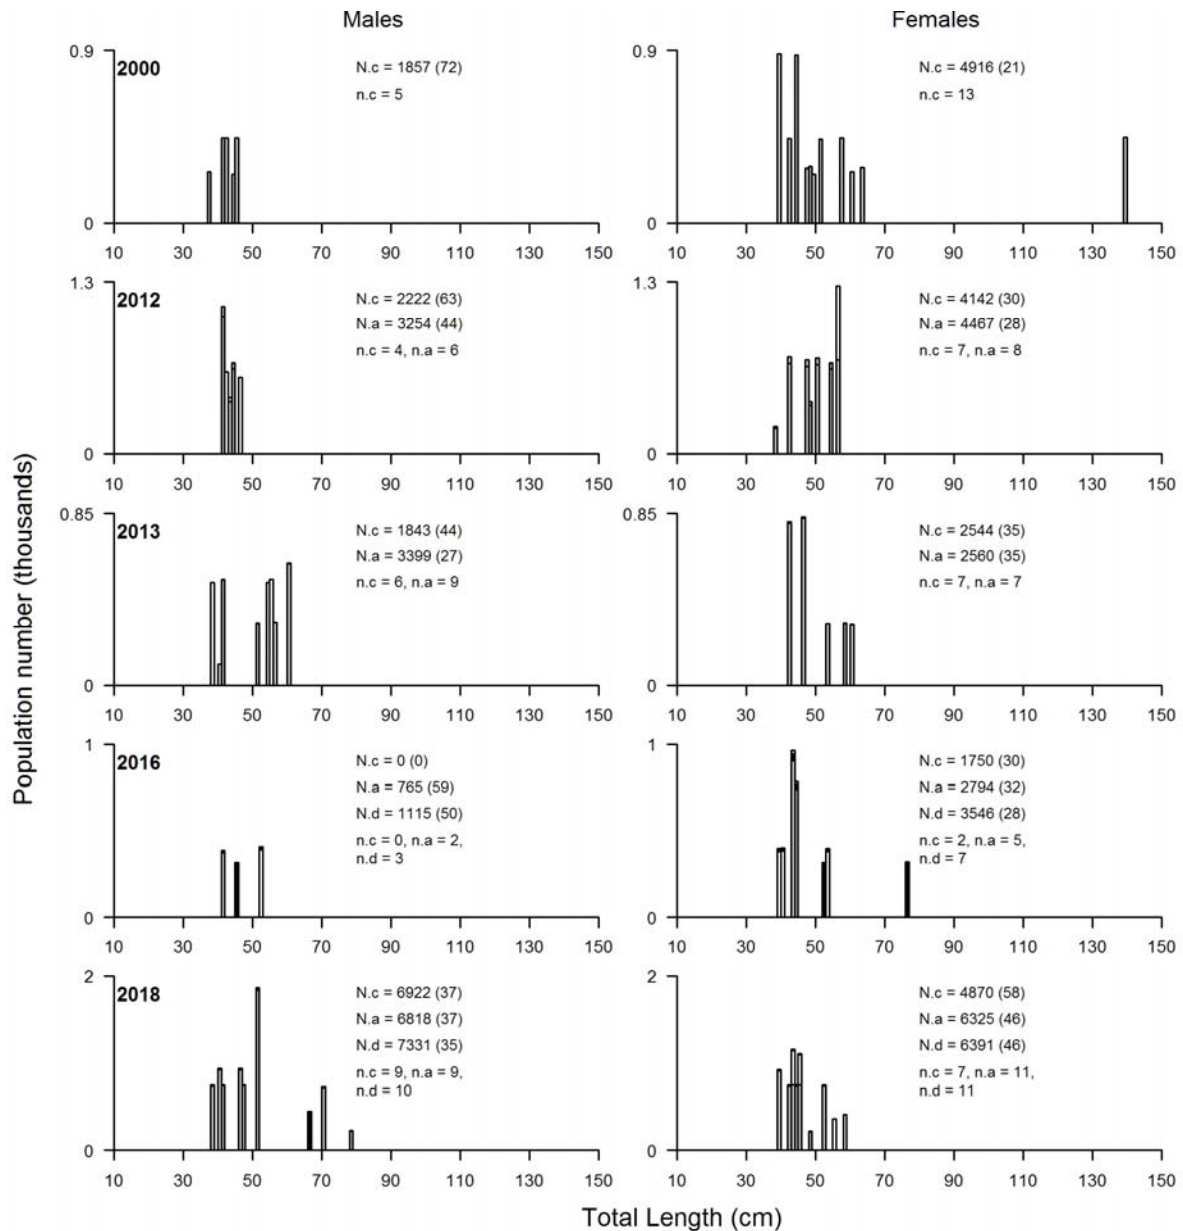 Males
Females
Population number (thousands)
0.9
2000
N.c = 1857 (72)
n.c = 5
0
10 30 50 70 90 110 130 150
0.9
N.c = 4916 (21)
n.c = 13
0
10 30 50 70 90 110 130 150
1.3
2012
N.c = 2222 (63)
N.a = 3254 (44)
n.c = 4, n.a = 6
0
10 30 50 70 90 110 130 150
1.3
N.c = 4142 (30)
N.a = 4467 (28)
n.c = 7, n.a = 8
0
10 30 50 70 90 110 130 150
0.85
2013
N.c = 1843 (44)
N.a = 3399 (27)
n.c = 6, n.a = 9
0
10 30 50 70 90 110 130 150
0.85
N.c = 2544 (35)
N.a = 2560 (35)
n.c = 7, n.a = 7
0
10 30 50 70 90 110 130 150
1
2016
N.c = 0 (0)
N.a = 765 (59)
N.d = 1115 (50)
n.c = 0, n.a = 2,
n.d = 3
0
10 30 50 70 90 110 130 150
1
N.c = 1750 (30)
N.a = 2794 (32)
N.d = 3546 (28)
n.c = 2, n.a = 5,
n.d = 7
0
10 30 50 70 90 110 130 150
2
2018
N.c = 6922 (37)
N.a = 6818 (37)
N.d = 7331 (35)
n.c = 9, n.a = 9,
n.d = 10
0
10 30 50 70 90 110 130 150
2
N.c = 4870 (58)
N.a = 6325 (46)
N.d = 6391 (46)
n.c = 7, n.a = 11,
n.d = 11
0
10 30 50 70 90 110 130 150
Total Length (cm)